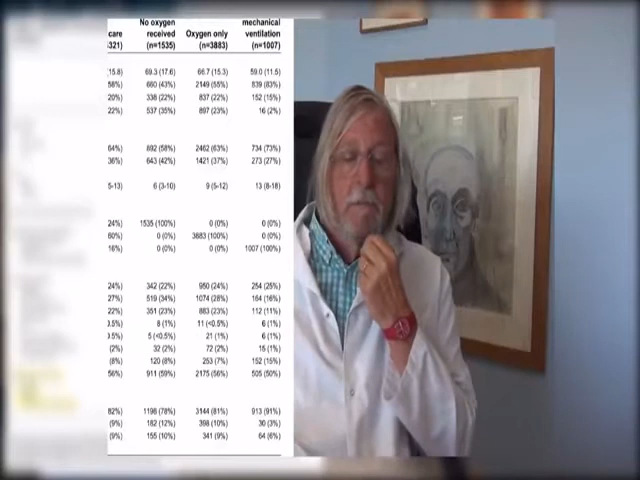 No oxygen mechanical
care received Oxygen only ventilation
321) (n=1535) (n=3883) (n=1007)
15.8) 69.3 (17.6) 66.7 (15.3) 59.0 (11.5)
58%) 660 (43%) 2149 (55%) 839 (83%)
20%) 338 (22%) 837 (22%) 152 (15%)
22%) 537 (35%) 897 (23%) 16 (2%)
64%) 892 (58%) 2462 (63%) 734 (73%)
36%) 643 (42%) 1421 (37%) 273 (27%)
5-13) 6 (3-10) 9 (5-12) 13 (8-18)
24%) 1535 (100%) 0 (0%) 0 (0%)
60%) 0 (0%) 3883 (100%) 0 (0%)
16%) 0 (0%) 0 (0%) 1007 (100%)
24%) 342 (22%) 950 (24%) 254 (25%)
27%) 519 (34%) 1074 (28%) 164 (16%)
22%) 351 (23%) 883 (23%) 112 (11%)
0.5%) 8 (1%) 11 (<0.5%) 6 (1%)
0.5%) 5 (<0.5%) 21 (1%) 6 (1%)
(2%) 32 (2%) 72 (2%) 15 (1%)
(8%) 120 (8%) 253 (7%) 152 (15%)
56%) 911 (59%) 2175 (56%) 505 (50%)
82%) 1198 (78%) 3144 (81%) 913 (91%)
(9%) 182 (12%) 398 (10%) 30 (3%)
(9%) 155 (10%) 341 (9%) 64 (6%)